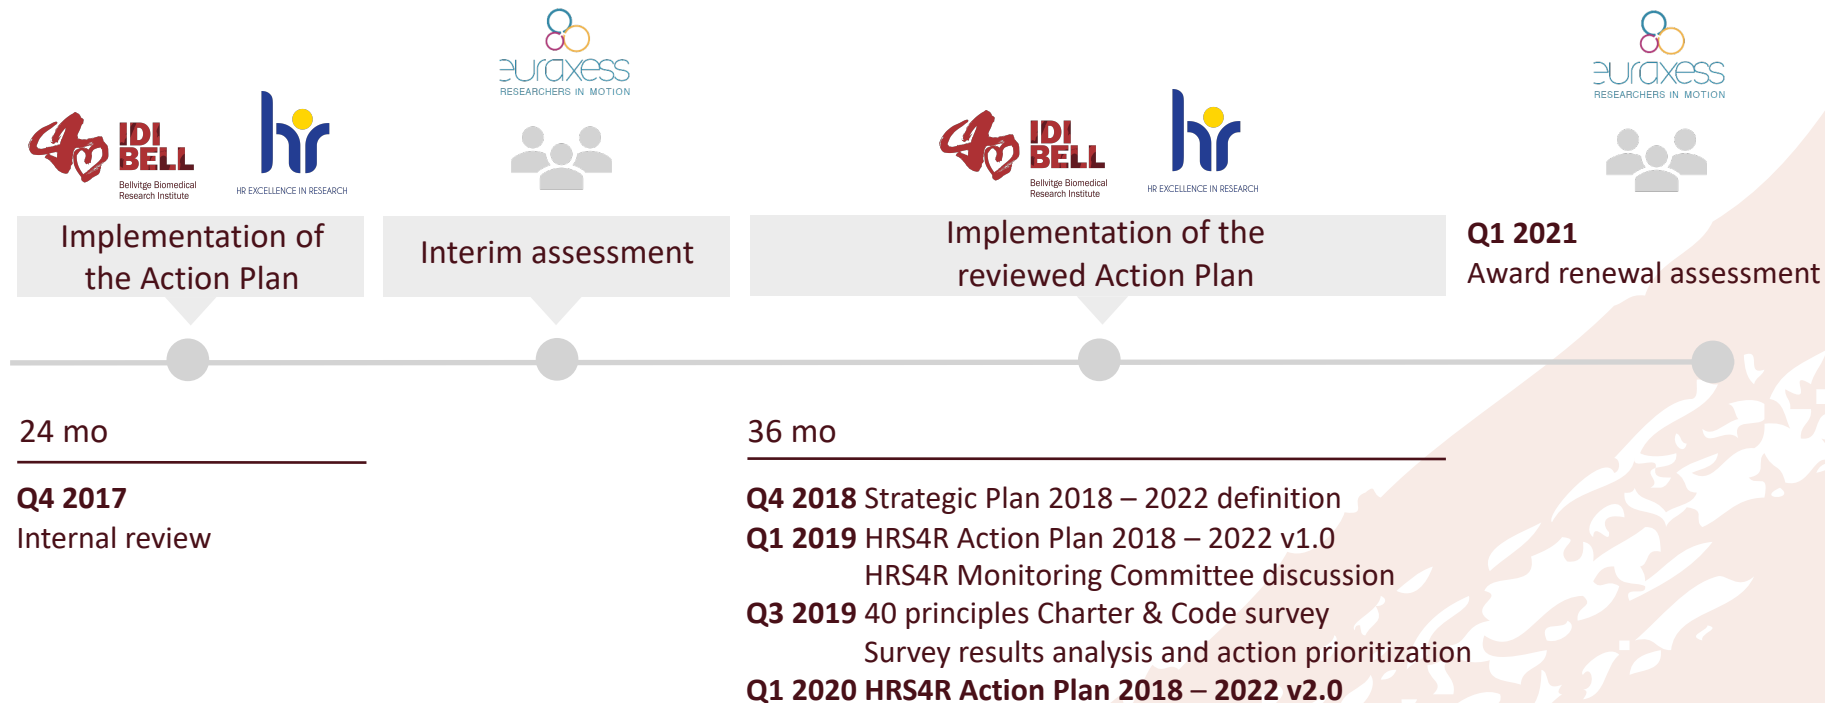 euraxess
RESEARCHERS IN MOTION
euraxess
RESEARCHERS IN MOTION
IDI
BELL
Bellvitge Biomedical
Research Institute
hr
HR EXCELLENCE IN RESEARCH
IDI
BELL
Bellvitge Biomedical
Research Institute
hr
HR EXCELLENCE IN RESEARCH
Implementation of
the Action Plan
Interim assessment
Implementation of the
reviewed Action Plan
Q1 2021
Award renewal assessment
24 mo
Q4 2017
Internal review
36 mo
Q4 2018 Strategic Plan 2018 – 2022 definition
Q1 2019 HRS4R Action Plan 2018 – 2022 v1.0
HRS4R Monitoring Committee discussion
Q3 2019 40 principles Charter & Code survey
Survey results analysis and action prioritization
Q1 2020 HRS4R Action Plan 2018 – 2022 v2.0